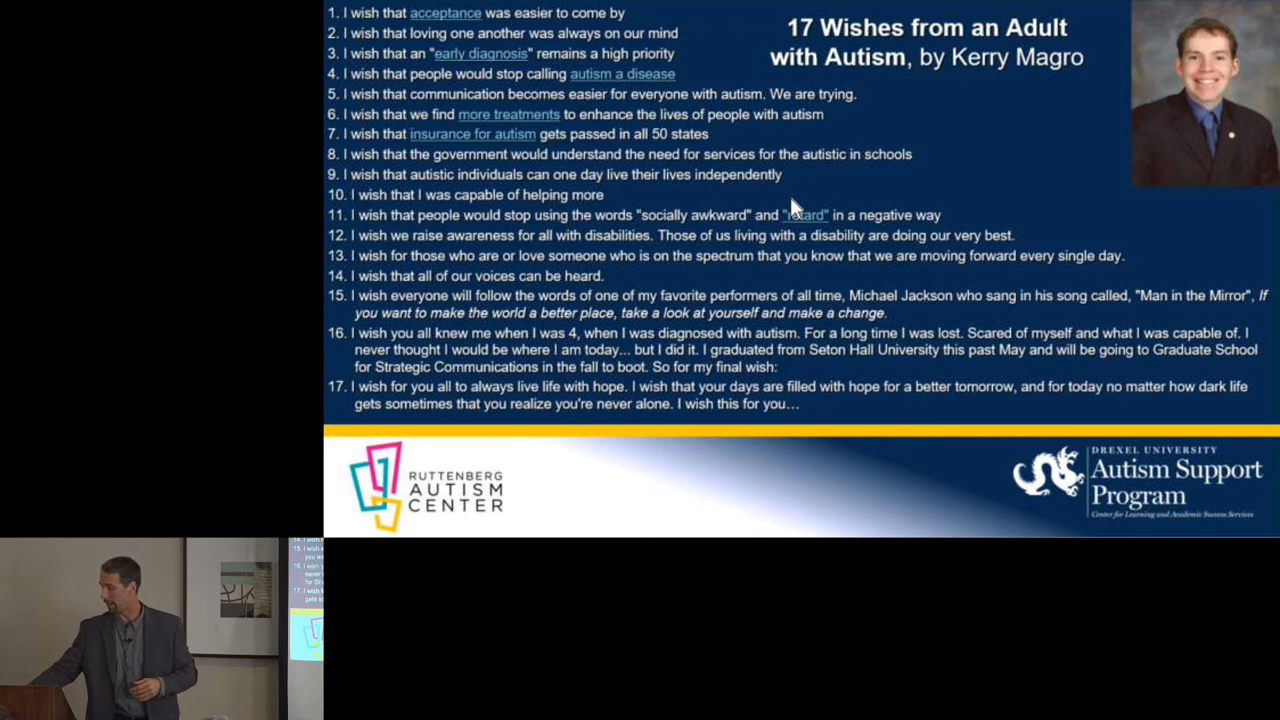 1. I wish that acceptance was easier to come by
2. I wish that loving one another was always on our mind
3. I wish that an "early diagnosis" remains a high priority
4. I wish that people would stop calling autism a disease
5. I wish that communication becomes easier for everyone with autism. We are trying.
6. I wish that we find more treatments to enhance the lives of people with autism
7. I wish that insurance for autism gets passed in all 50 states
8. I wish that the government would understand the need for services for the autistic in schools
9. I wish that autistic individuals can one day live their lives independently
10. I wish that I was capable of helping more
11. I wish that people would stop using the words "socially awkward" and "retard" in a negative way
12. I wish we raise awareness for all with disabilities. Those of us living with a disability are doing our very best.
13. I wish for those who are or love someone who is on the spectrum that you know that we are moving forward every single day.
14. I wish that all of our voices can be heard.
15. I wish everyone will follow the words of one of my favorite performers of all time, Michael Jackson who sang in his song called, "Man in the Mirror", If
you want to make the world a better place, take a look at yourself and make a change.
16. I wish you all knew me when I was 4, when I was diagnosed with autism. For a long time I was lost. Scared of myself and what I was capable of. I
never thought I would be where I am today... but I did it. I graduated from Seton Hall University this past May and will be going to Graduate School
for Strategic Communications in the fall to boot. So for my final wish:
17. I wish for you all to always live life with hope. I wish that your days are filled with hope for a better tomorrow, and for today no matter how dark life
gets sometimes that you realize you're never alone. I wish this for you…
17 Wishes from an Adult
with Autism, by Kerry Magro
RUTTENBERG
AUTISM
CENTER
DREXEL UNIVERSITY
Autism Support
Program
Center for Learning and Academic Success Services
15. I wish
16. I wish y
never
for Str
17. I wish
gets s